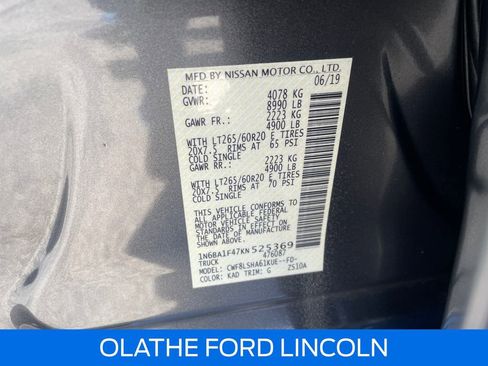 MFD BY NISSAN MOTOR CO., LTD.
DATE: 06/19
GVWR: 4078 KG
8990 LB
GAWR FR.: 2223 KG
4900 LB
WITH LT265/60R20 E TIRES
20X7.5 RIMS AT 65 PSI
COLD SINGLE
GAWR RR.: 2223 KG
4900 LB
WITH LT265/60R20 E TIRES
20X7.5 RIMS AT 70 PSI
COLD SINGLE
THIS VEHICLE CONFORMS TO
ALL APPLICABLE FEDERAL
MOTOR VEHICLE SAFETY
STANDARDS IN EFFECT ON THE
DATE OF MANUFACTURE SHOWN
ABOVE.
1N6BA1F47KN525369
TRUCK 476087
MODEL: CWF8LSHA61KUE--FD-
COLOR: KAD TRIM: G ZS10A
OLATHE FORD LINCOLN